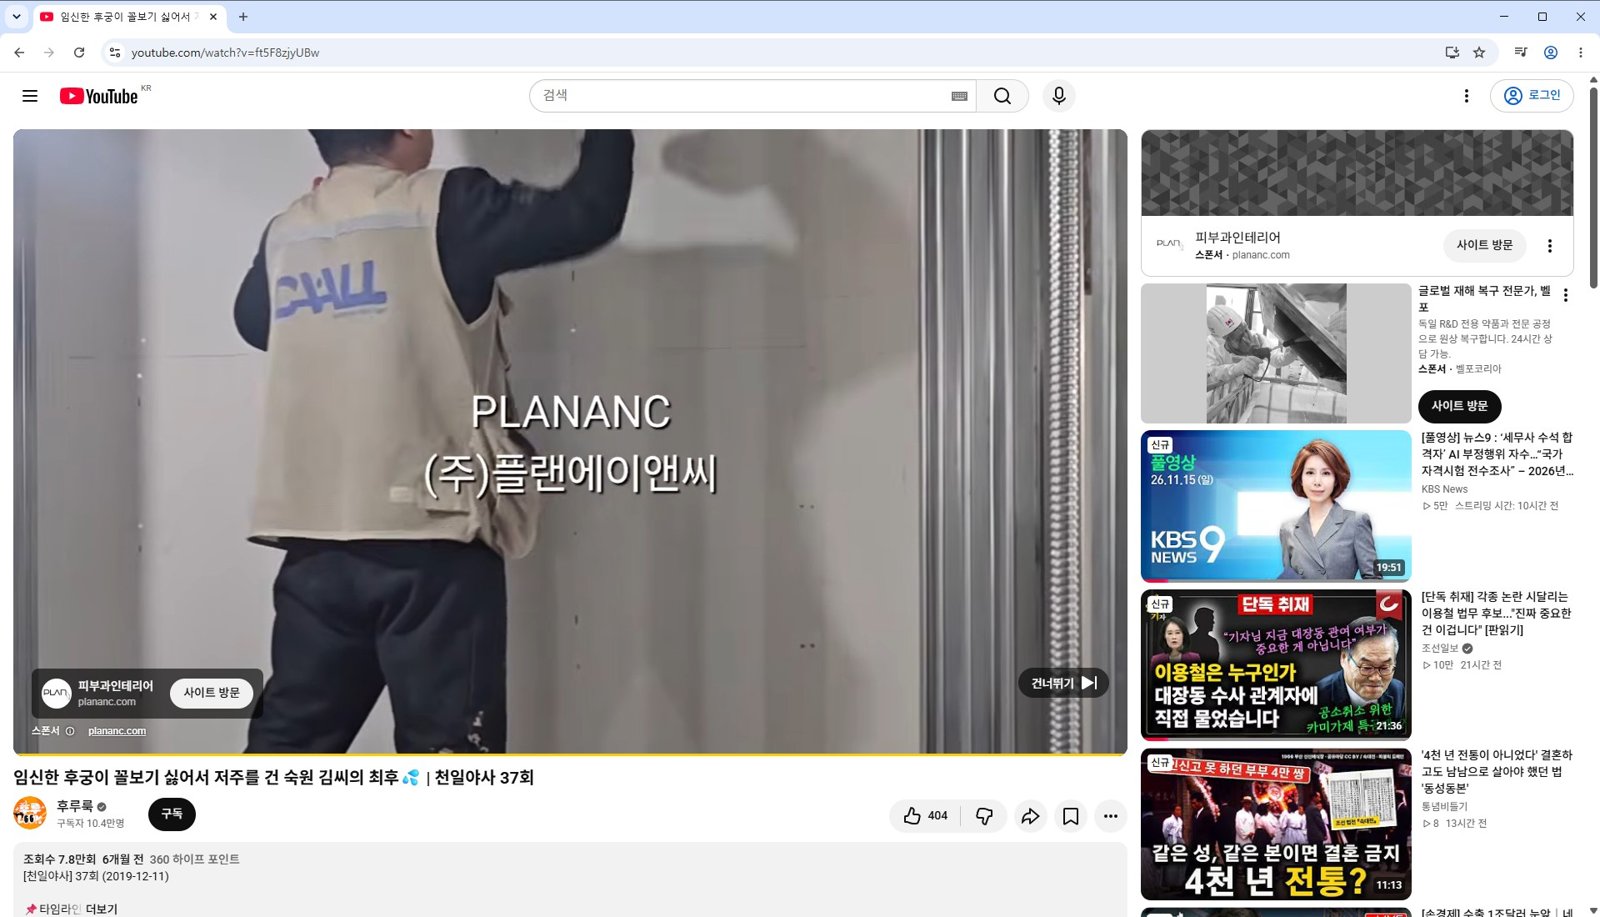 임신한 후궁이 꼴보기 싫어서
youtube.com/watch?v=ft5F8zjyUBw
YouTube KR
검색
로그인
CALL
PLANANC
(주)플랜에이앤씨
PLAN
피부과인테리어
plananc.com
사이트 방문
건너뛰기
스폰서
plananc.com
임신한 후궁이 꼴보기 싫어서 저주를 건 숙원 김씨의 최후💦 | 천일야사 37회
후루룩
구독자 10.4만명
구독
404
조회수 7.8만회 6개월 전 360 하이프 포인트
[천일야사] 37회 (2019-12-11)
📌타임라인 더보기
PLAN
피부과인테리어
스폰서 · plananc.com
사이트 방문
글로벌 재해 복구 전문가, 벨
포
독일 R&D 전용 약품과 전문 공정
으로 원상 복구합니다. 24시간 상
담 가능.
스폰서 · 벨포코리아
사이트 방문
신규
풀영상
26.11.15(일)
KBS NEWS 9
19:51
[풀영상] 뉴스9 : '세무사 수석 합
격자' AI 부정행위 자수…"국가
자격시험 전수조사" – 2026년…
KBS News
5만 스트리밍 시간: 10시간 전
신규
단독 취재
"기자님 지금 대장동 관여 여부가
중요한 게 아닙니다"
이용철은 누구인가
대장동 수사 관계자에
직접 물었습니다
공소취소 위한
카미가제 특
21:36
[단독 취재] 각종 논란 시달리는
이용철 법무 후보..."진짜 중요한
건 이겁니다" [판읽기]
조선일보
10만 21시간 전
신규
신고 못 하던 부부 4만 쌍
같은 성, 같은 본이면 결혼 금지
4천 년 전통?
11:13
'4천 년 전통이 아니었다' 결혼하
고도 남남으로 살아야 했던 법
'동성동본'
통념비틀기
8 13시간 전
[손경제] 수출 1조달러 눈앞 | 네